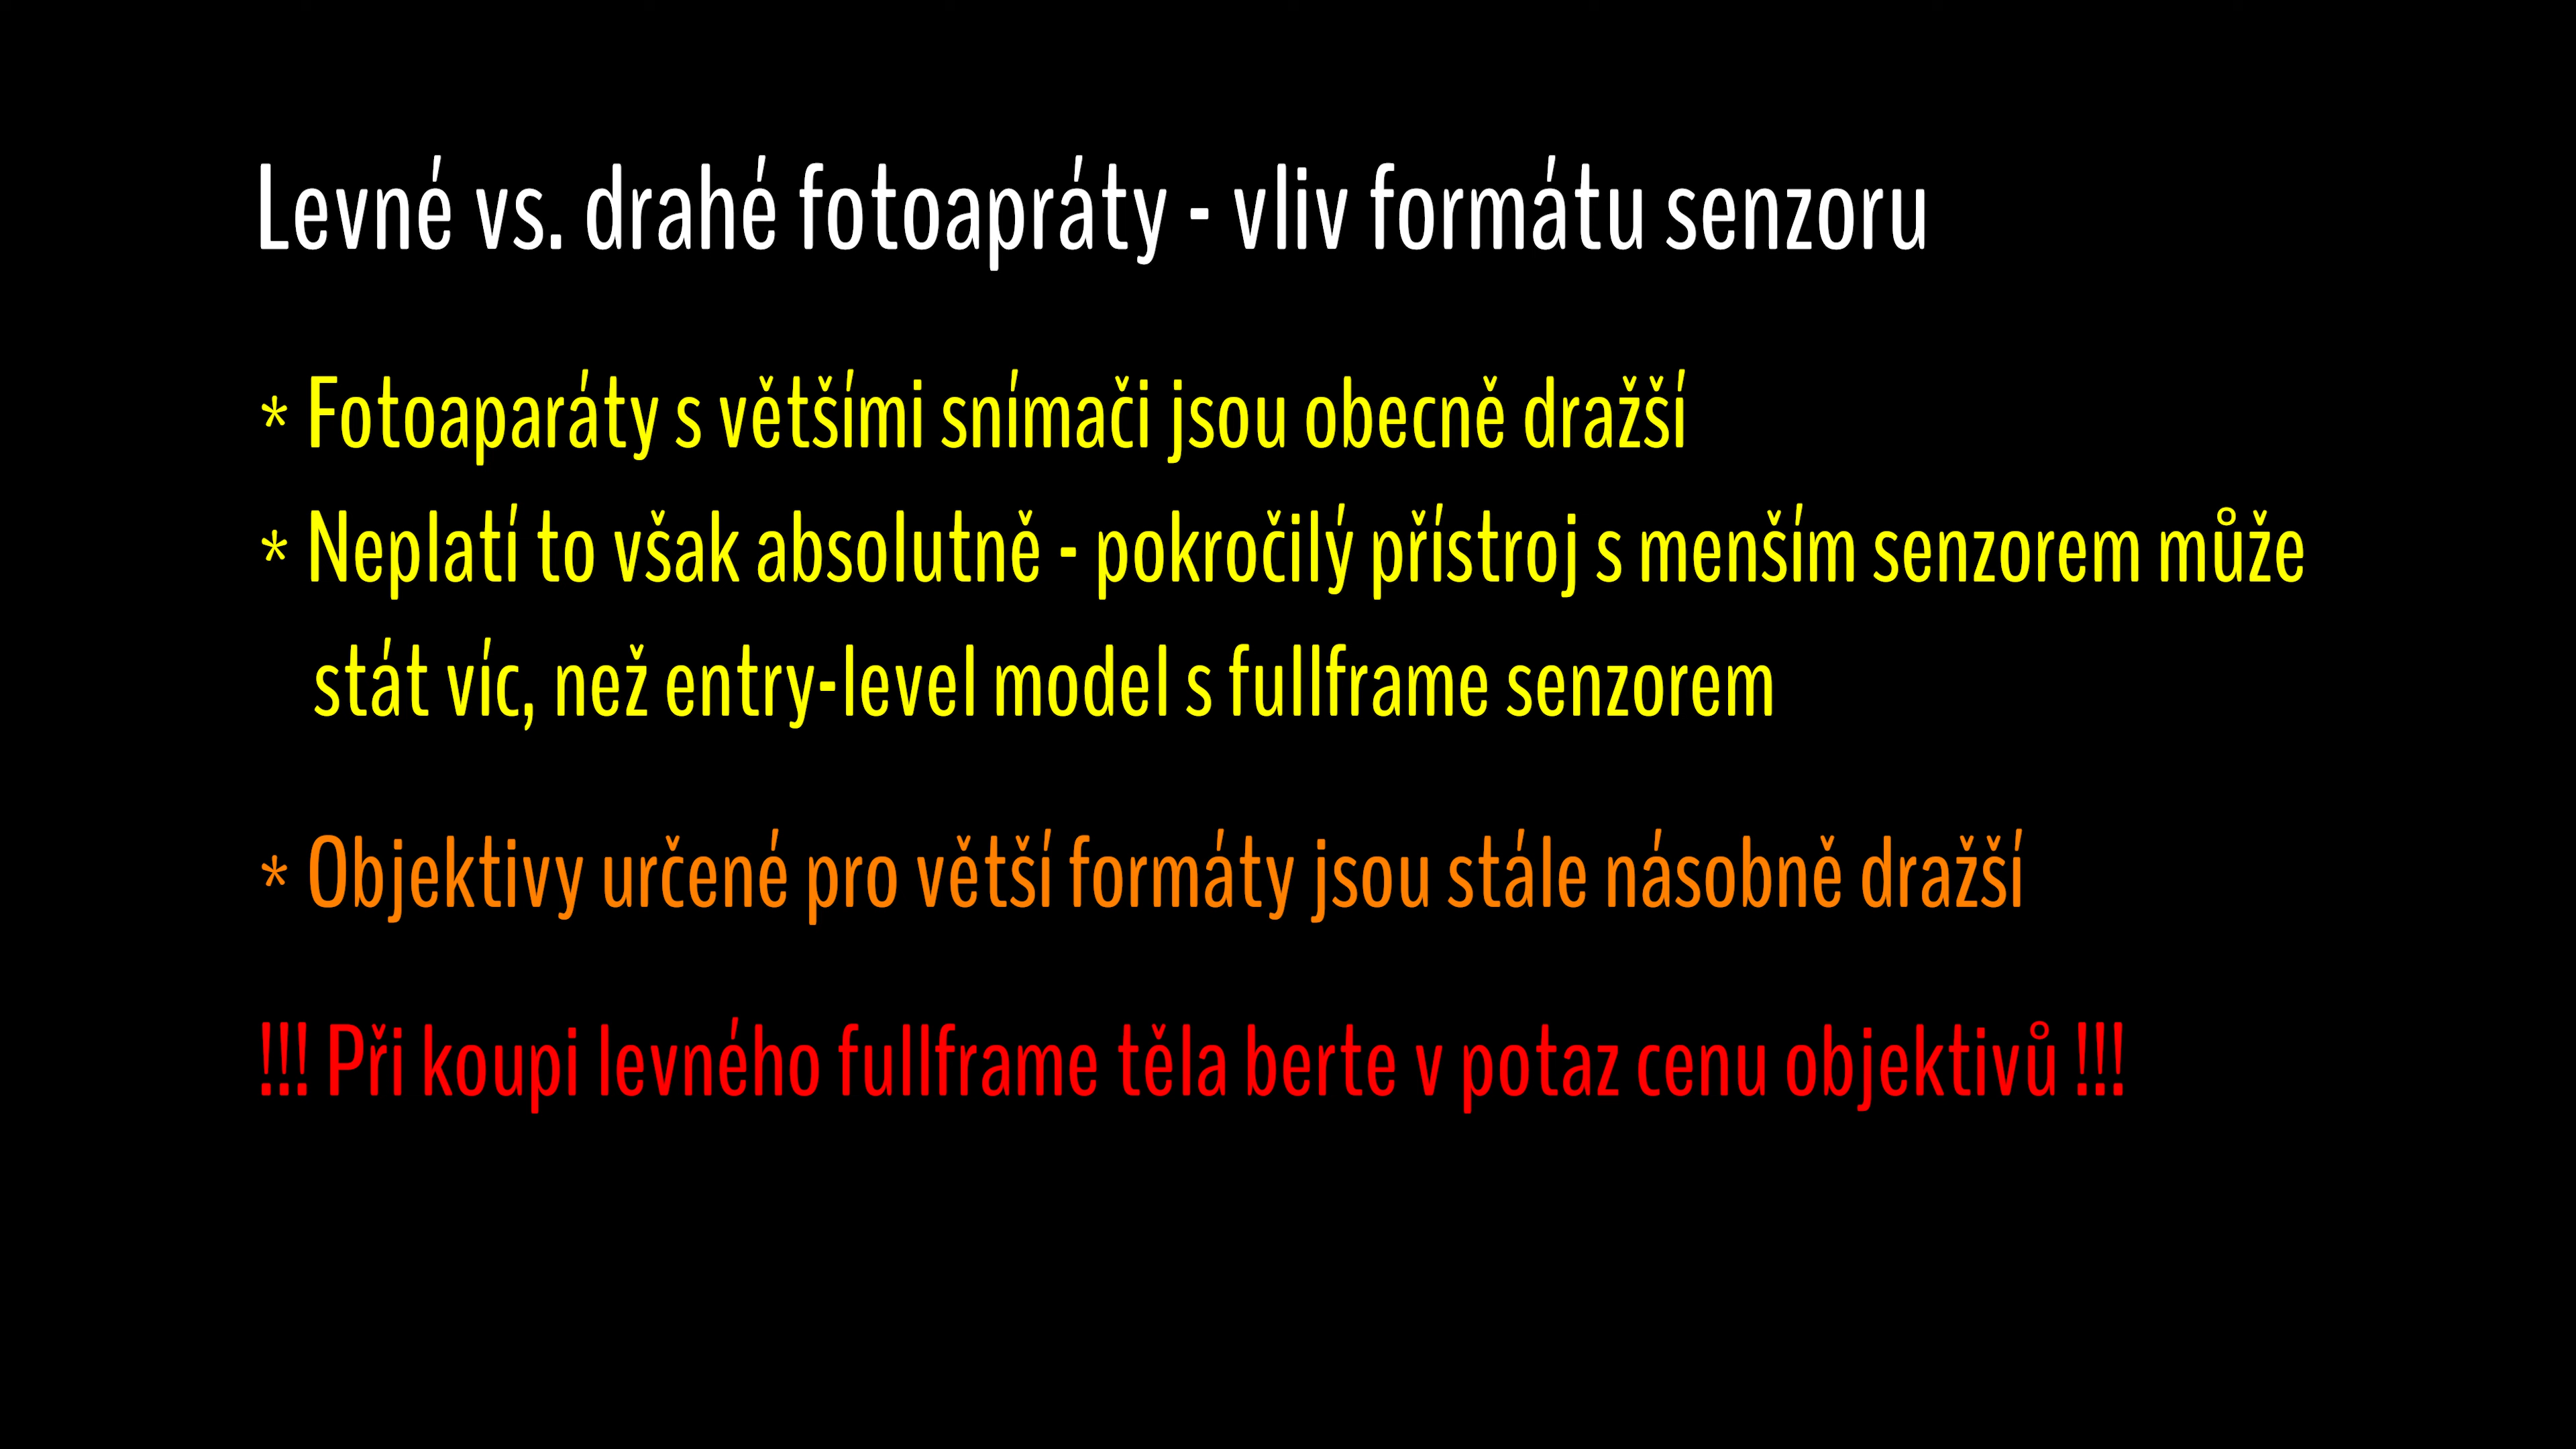 Levné vs. drahé fotoapráty - vliv formátu senzoru
* Fotoaparáty s většími snímači jsou obecně dražší
* Neplatí to však absolutně - pokročilý přístroj s menším senzorem může
stát víc, než entry-level model s fullframe senzorem
* Objektivy určené pro větší formáty jsou stále násobně dražší
!!! Při koupi levného fullframe těla berte v potaz cenu objektivů !!!